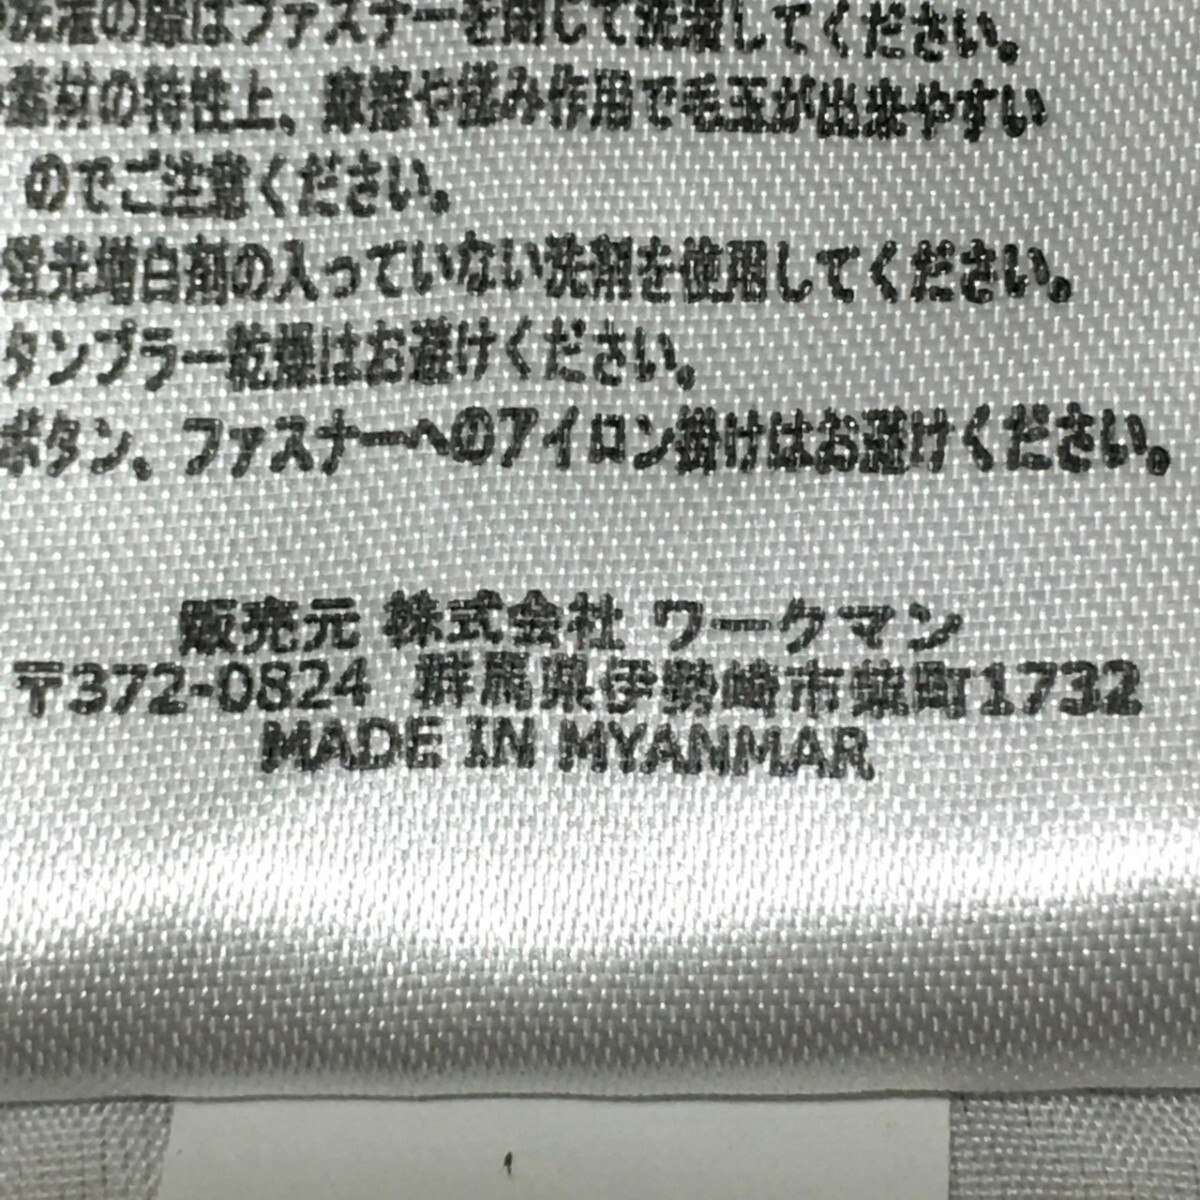 洗濯の際はファスナーを閉じて洗濯してください。
素材の特性上、摩擦や揉み作用で毛玉が出来やすい
のでご注意ください。
蛍光増白剤の入っていない洗剤を使用してください。
タンブラー乾燥はお避けください。
ボタン、ファスナーへのアイロン掛けはお避けください。
販売元 株式会社 ワークマン
〒372-0824 群馬県伊勢崎市柴町1732
MADE IN MYANMAR